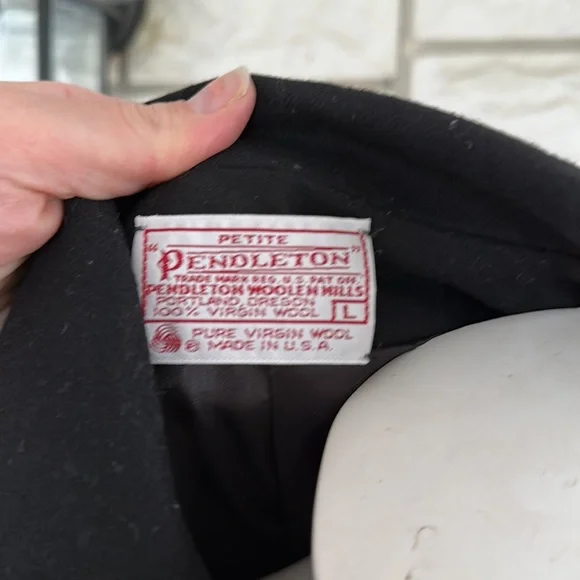 PETITE
"PENDLETON"
TRADE MARK REG. U.S. PAT. OFF.
PENDLETON WOOLEN MILLS
PORTLAND, OREGON
100% VIRGIN WOOL L
PURE VIRGIN WOOL
® MADE IN U.S.A.